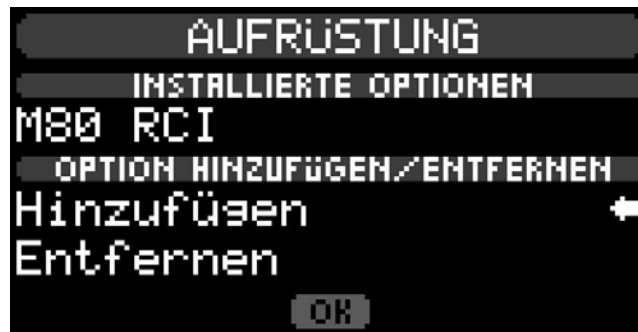 AUFRüSTUNG
INSTALLIERTE OPTIONEN
M80 RCI
OPTION HINZUFüGEN/ENTFERNEN
Hinzufügen
Entfernen
OK